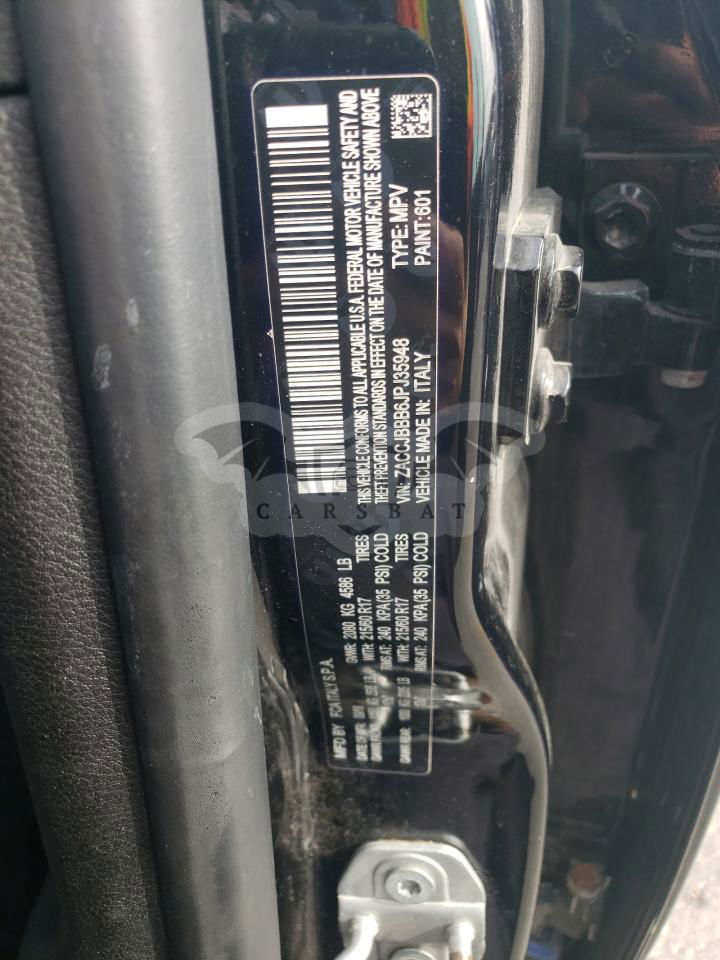 MFD BY FCA ITALY S.P.A.
GVWR: 2080 KG 4586 LB
WITH: 215/60 R17 TIRES
RIMS AT: 240 KPA(35 PSI) COLD
WITH: 215/60 R17 TIRES
RIMS AT: 240 KPA(35 PSI) COLD
THIS VEHICLE CONFORMS TO ALL APPLICABLE U.S.A. FEDERAL MOTOR VEHICLE SAFETY AND
THEFT PREVENTION STANDARDS IN EFFECT ON THE DATE OF MANUFACTURE SHOWN ABOVE
VIN: ZACCJBBB6JPJ35948 TYPE: MPV
VEHICLE MADE IN: ITALY PAINT:601
CARSBAT